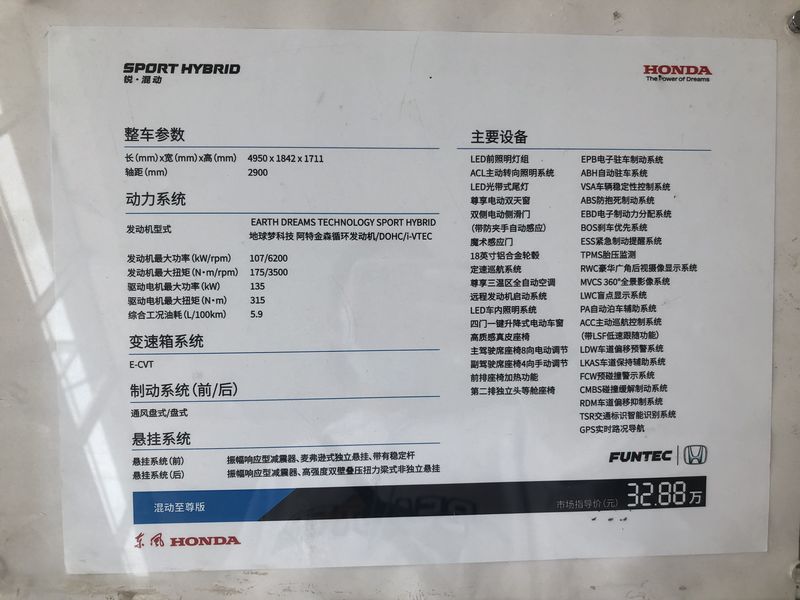 SPORT HYBRID
锐·混动
HONDA
The Power of Dreams
整车参数
长(mm)x宽(mm)x高(mm) 4950 x 1842 x 1711
轴距(mm) 2900
动力系统
发动机型式 EARTH DREAMS TECHNOLOGY SPORT HYBRID
地球梦科技 阿特金森循环发动机/DOHC/i-VTEC
发动机最大功率(kW/rpm) 107/6200
发动机最大扭矩(N·m/rpm) 175/3500
驱动电机最大功率(kW) 135
驱动电机最大扭矩(N·m) 315
综合工况油耗(L/100km) 5.9
变速箱系统
E-CVT
制动系统(前/后)
通风盘式/盘式
悬挂系统
悬挂系统(前) 振幅响应型减震器、麦弗逊式独立悬挂、带有稳定杆
悬挂系统(后) 振幅响应型减震器、高强度双壁叠压扭力梁式非独立悬挂
主要设备
LED前照明灯组
ACL主动转向照明系统
LED光带式尾灯
尊享电动双天窗
双侧电动侧滑门
(带防夹手自动感应)
魔术感应门
18英寸铝合金轮毂
定速巡航系统
尊享三温区全自动空调
远程发动机启动系统
LED车内照明系统
四门一键升降式电动车窗
高质感真皮座椅
主驾驶席座椅8向电动调节
副驾驶席座椅4向手动调节
前排座椅加热功能
第二排独立头等舱座椅
EPB电子驻车制动系统
ABH自动驻车系统
VSA车辆稳定性控制系统
ABS防抱死制动系统
EBD电子制动力分配系统
BOS刹车优先系统
ESS紧急制动提醒系统
TPMS胎压监测
RWC豪华广角后视摄像显示系统
MVCS 360°全景影像系统
LWC盲点显示系统
PA自动泊车辅助系统
ACC主动巡航控制系统
(带LSF低速跟随功能)
LDW车道偏移预警系统
LKAS车道保持辅助系统
FCW预碰撞警示系统
CMBS碰撞缓解制动系统
RDM车道偏移抑制系统
TSR交通标识智能识别系统
GPS实时路况导航
FUNTEC
混动至尊版
市场指导价(元) 32.88万
东风 HONDA